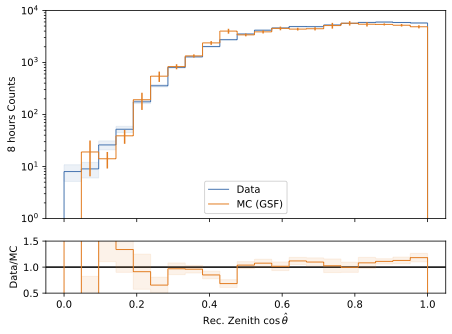 10⁴
10³
10²
10¹
10⁰
8 hours Counts
Data
MC (GSF)
1.5
1.0
0.5
Data/MC
0.0 0.2 0.4 0.6 0.8 1.0
Rec. Zenith cos θ̂